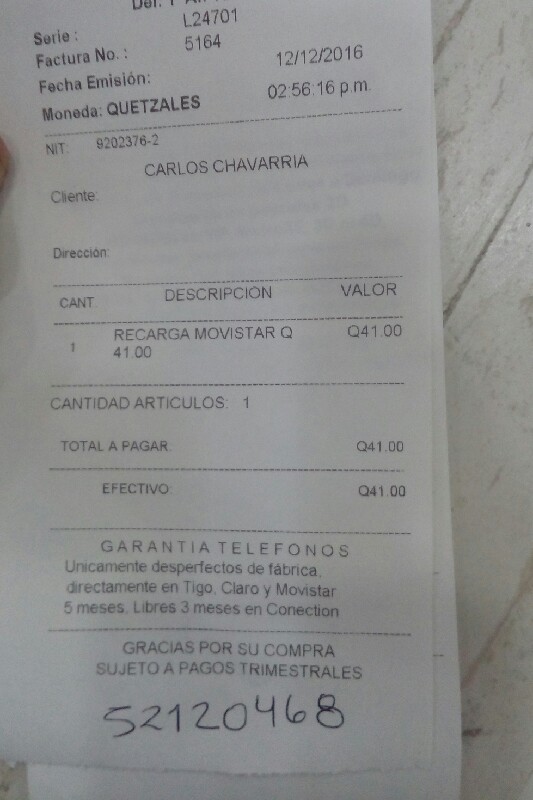 Serie : L24701
Factura No. : 5164
Fecha Emisión: 12/12/2016
Moneda: QUETZALES 02:56:16 p.m.
NIT: 9202376-2
CARLOS CHAVARRIA
Cliente:
Dirección:
CANT. DESCRIPCION VALOR
1 RECARGA MOVISTAR Q Q41.00
41.00
CANTIDAD ARTICULOS: 1
TOTAL A PAGAR: Q41.00
EFECTIVO: Q41.00
GARANTIA TELEFONOS
Unicamente desperfectos de fábrica,
directamente en Tigo, Claro y Movistar
5 meses, Libres 3 meses en Conection
GRACIAS POR SU COMPRA
SUJETO A PAGOS TRIMESTRALES
52120468